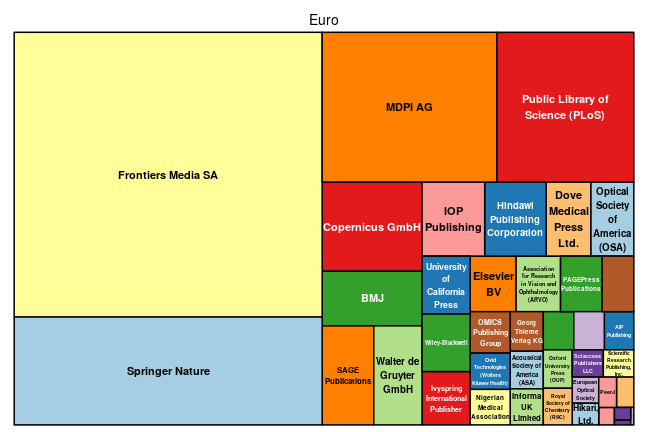 Euro
Frontiers Media SA
Springer Nature
MDPI AG
Public Library of
Science (PLoS)
Copernicus GmbH
BMJ
SAGE
Publications
Walter de
Gruyter
GmbH
IOP
Publishing
Hindawi
Publishing
Corporation
Dove
Medical
Press
Ltd.
Optical
Society
of
America
(OSA)
University
of
California
Press
Wiley-Blackwell
Ivyspring
International
Publisher
Elsevier
BV
Association
for Research
in Vision and
Ophthalmology
(ARVO)
PAGEPress
Publications
OMICS
Publishing
Group
Georg
Thieme
Verlag KG
AIP
Publishing
Ovid
Technologies
(Wolters
Kluwer Health)
Acoustical
Society of
America
(ASA)
Oxford
University
Press
(OUP)
Sciaccess
Publishers
LLC
Scientific
Research
Publishing,
Inc.
Nigerian
Medical
Association
Informa
UK
Limited
Royal
Society of
Chemistry
(RSC)
European
Optical
Society
PeerJ
Hikari,
Ltd.